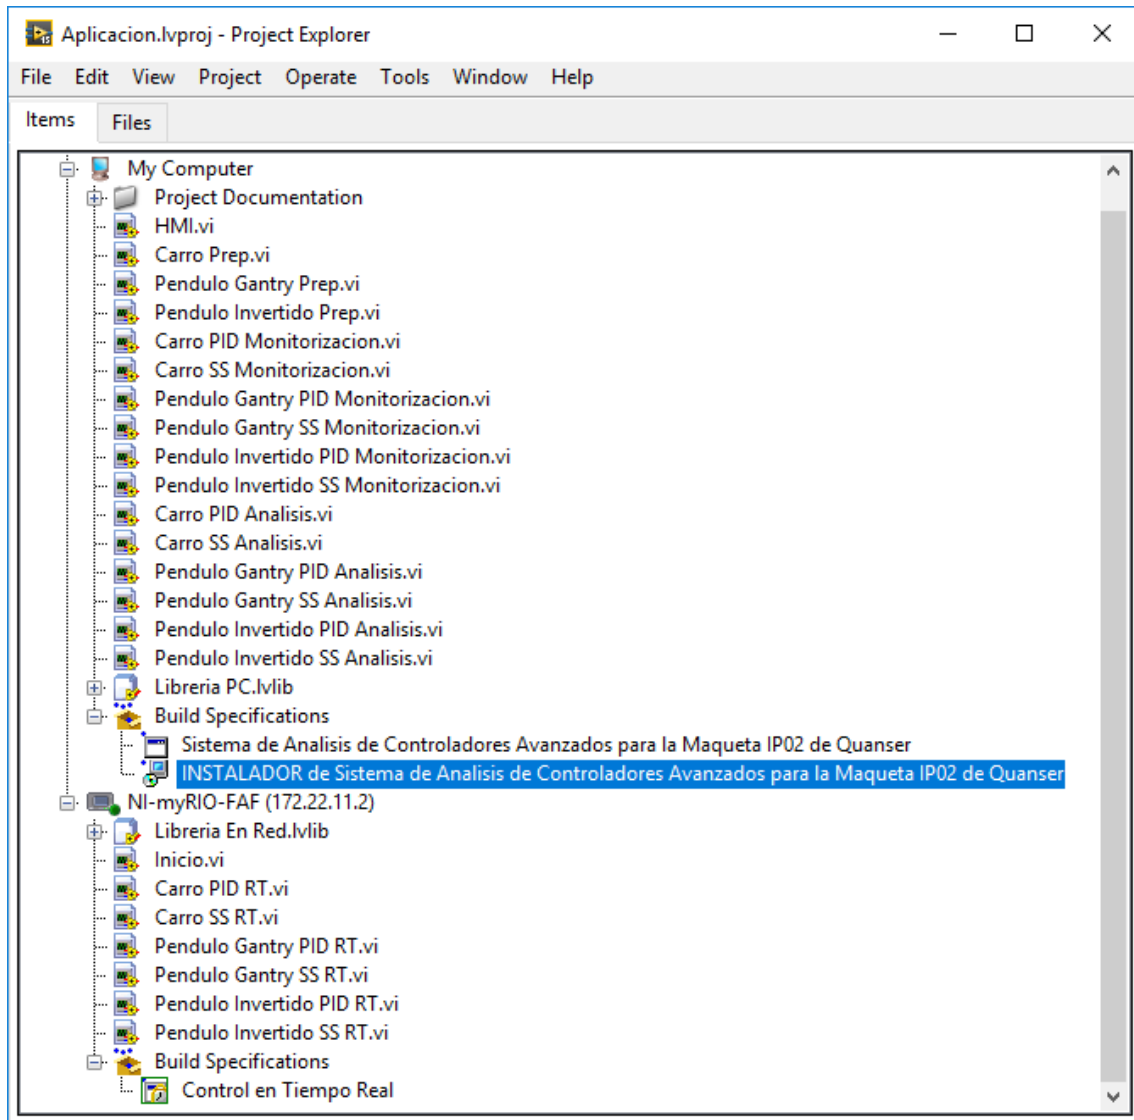 Aplicacion.lvproj - Project Explorer
File Edit View Project Operate Tools Window Help
Items Files
My Computer
Project Documentation
HMI.vi
Carro Prep.vi
Pendulo Gantry Prep.vi
Pendulo Invertido Prep.vi
Carro PID Monitorizacion.vi
Carro SS Monitorizacion.vi
Pendulo Gantry PID Monitorizacion.vi
Pendulo Gantry SS Monitorizacion.vi
Pendulo Invertido PID Monitorizacion.vi
Pendulo Invertido SS Monitorizacion.vi
Carro PID Analisis.vi
Carro SS Analisis.vi
Pendulo Gantry PID Analisis.vi
Pendulo Gantry SS Analisis.vi
Pendulo Invertido PID Analisis.vi
Pendulo Invertido SS Analisis.vi
Libreria PC.lvlib
Build Specifications
Sistema de Analisis de Controladores Avanzados para la Maqueta IP02 de Quanser
INSTALADOR de Sistema de Analisis de Controladores Avanzados para la Maqueta IP02 de Quanser
NI-myRIO-FAF (172.22.11.2)
Libreria En Red.lvlib
Inicio.vi
Carro PID RT.vi
Carro SS RT.vi
Pendulo Gantry PID RT.vi
Pendulo Gantry SS RT.vi
Pendulo Invertido PID RT.vi
Pendulo Invertido SS RT.vi
Build Specifications
Control en Tiempo Real